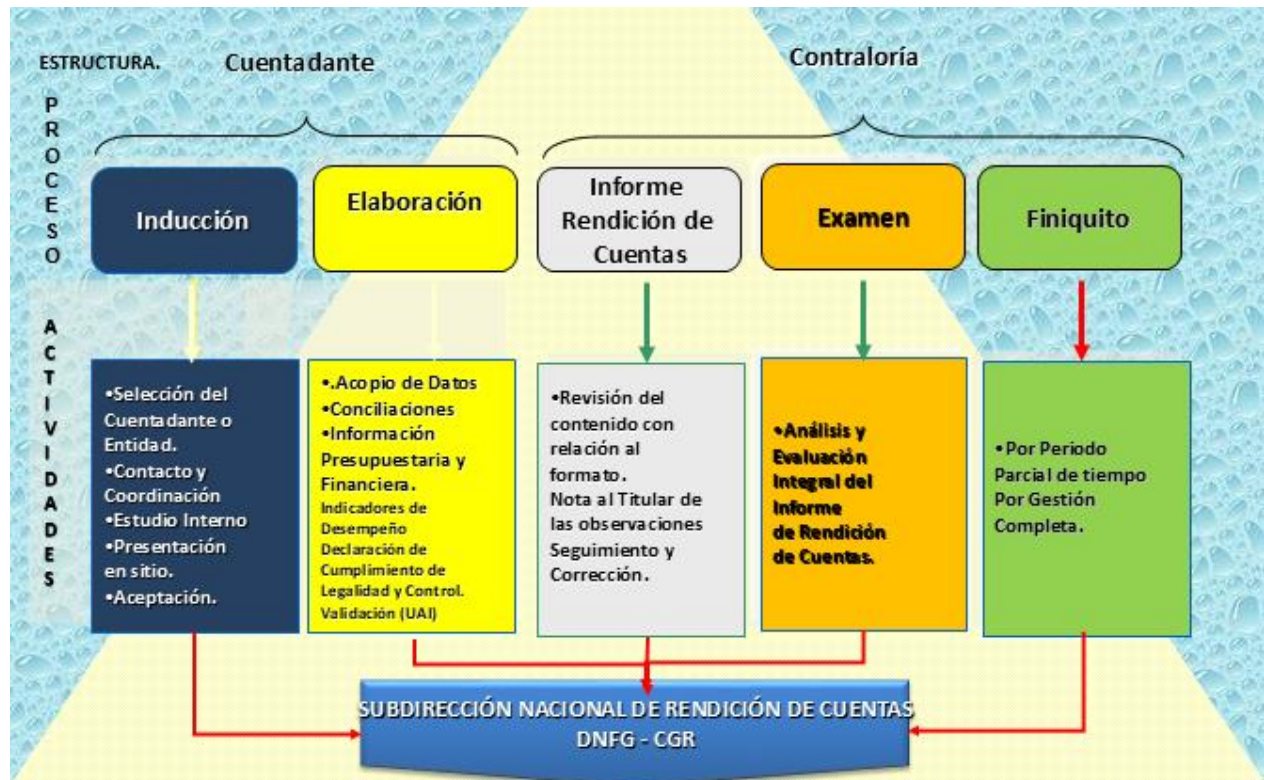 ESTRUCTURA.
Cuentadante
Contraloría
PROCESO
Inducción
Elaboración
Informe
Rendición de
Cuentas
Examen
Finiquito
ACTIVIDADES
•Selección del
Cuentadante o
Entidad.
•Contacto y
Coordinación
•Estudio Interno
•Presentación
en sitio.
•Aceptación.
•.Acopio de Datos
•Conciliaciones
•Información
Presupuestaria y
Financiera.
Indicadores de
Desempeño
Declaración de
Cumplimiento de
Legalidad y Control.
Validación (UAI)
•Revisión del
contenido con
relación al
formato.
Nota al Titular de
las observaciones
Seguimiento y
Corrección.
•Análisis y
Evaluación
Integral del
Informe
de Rendición
de Cuentas.
•Por Periodo
Parcial de tiempo
Por Gestión
Completa.
SUBDIRECCIÓN NACIONAL DE RENDICIÓN DE CUENTAS
DNFG - CGR